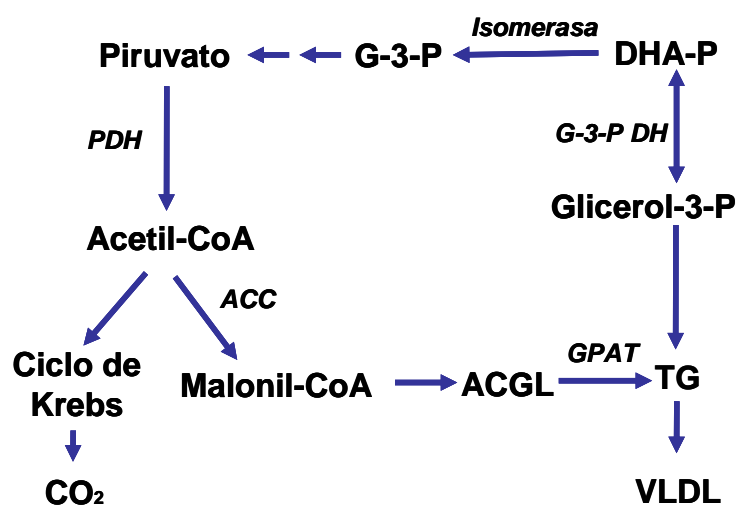 Isomerasa
Piruvato
G-3-P
DHA-P
PDH
G-3-P DH
Glicerol-3-P
Acetil-CoA
ACC
Ciclo de
Krebs
Malonil-CoA
ACGL
GPAT
TG
CO₂
VLDL